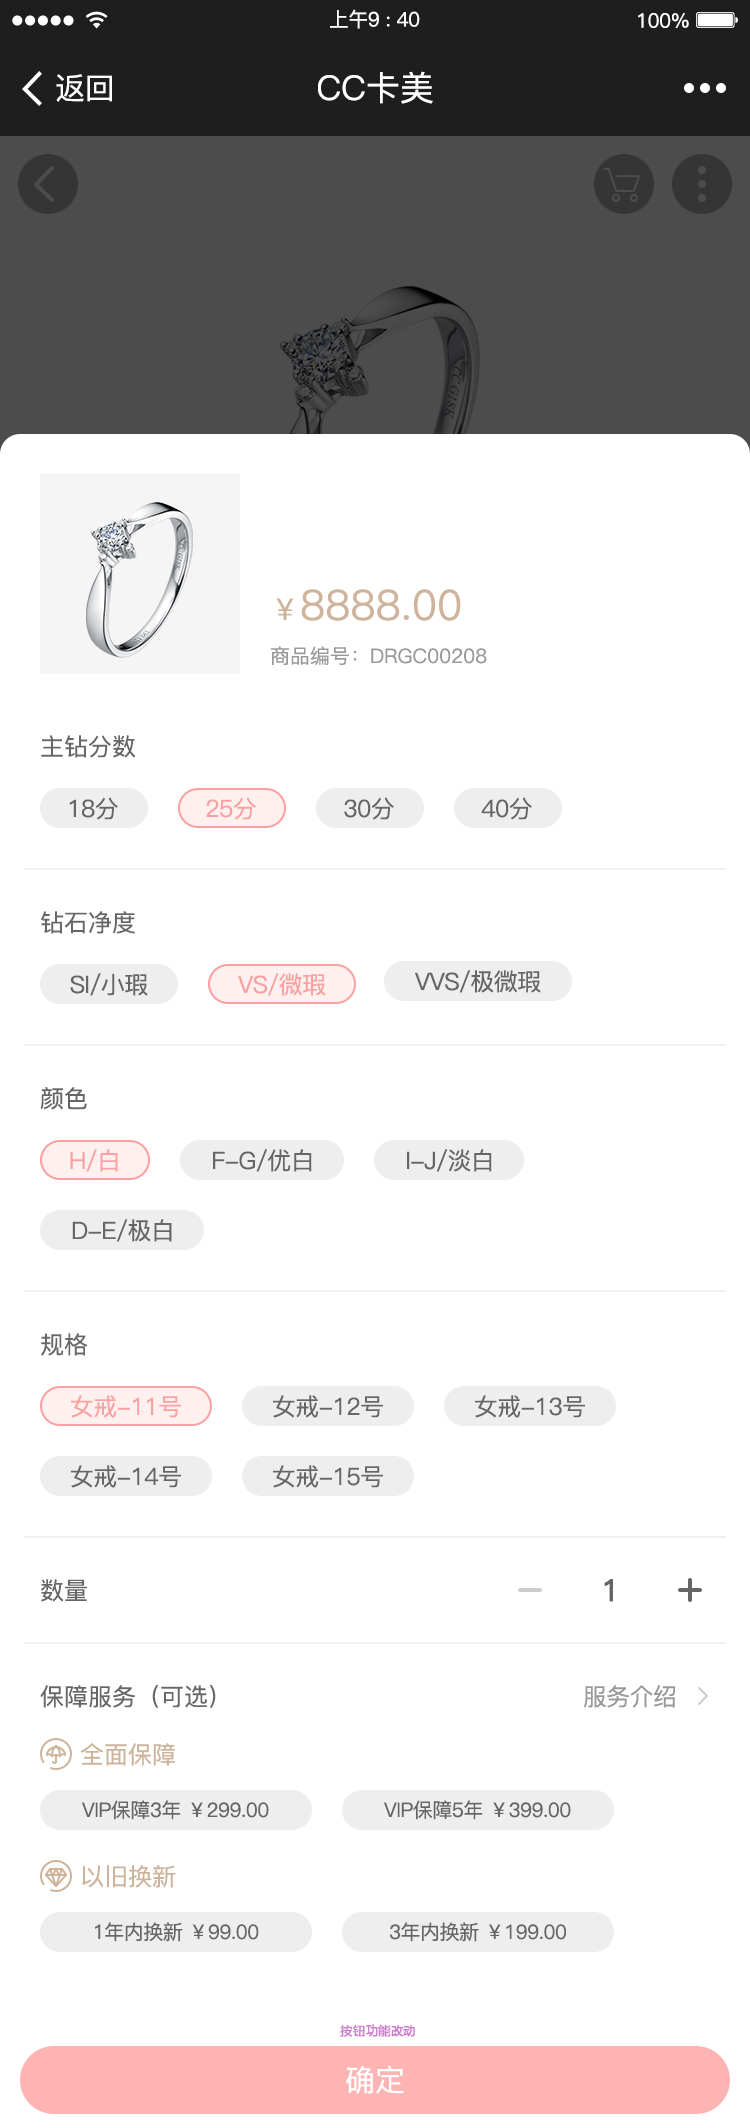 上午9 : 40
100%
返回
CC卡美
CC GINK
¥8888.00
商品编号: DRGC00208
主钻分数
18分 25分 30分 40分
钻石净度
SI/小瑕 VS/微瑕 VVS/极微瑕
颜色
H/白 F-G/优白 I-J/淡白
D-E/极白
规格
女戒-11号 女戒-12号 女戒-13号
女戒-14号 女戒-15号
数量 1
保障服务（可选） 服务介绍
全面保障
VIP保障3年 ¥299.00 VIP保障5年 ¥399.00
以旧换新
1年内换新 ¥99.00 3年内换新 ¥199.00
按钮功能改动
确定